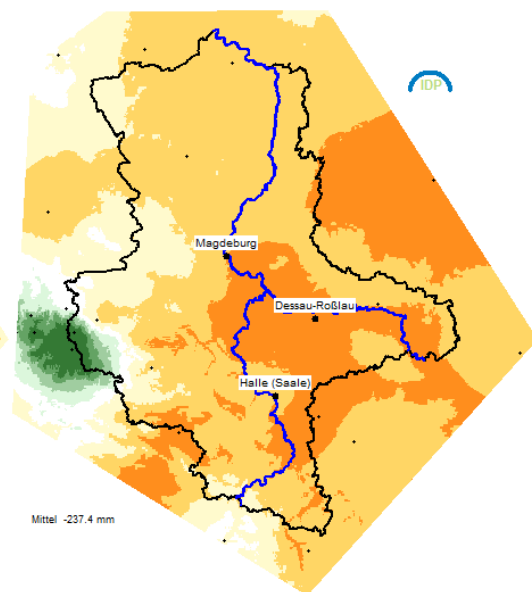 IDP
Magdeburg
Dessau-Roßlau
Halle (Saale)
Mittel -237.4 mm